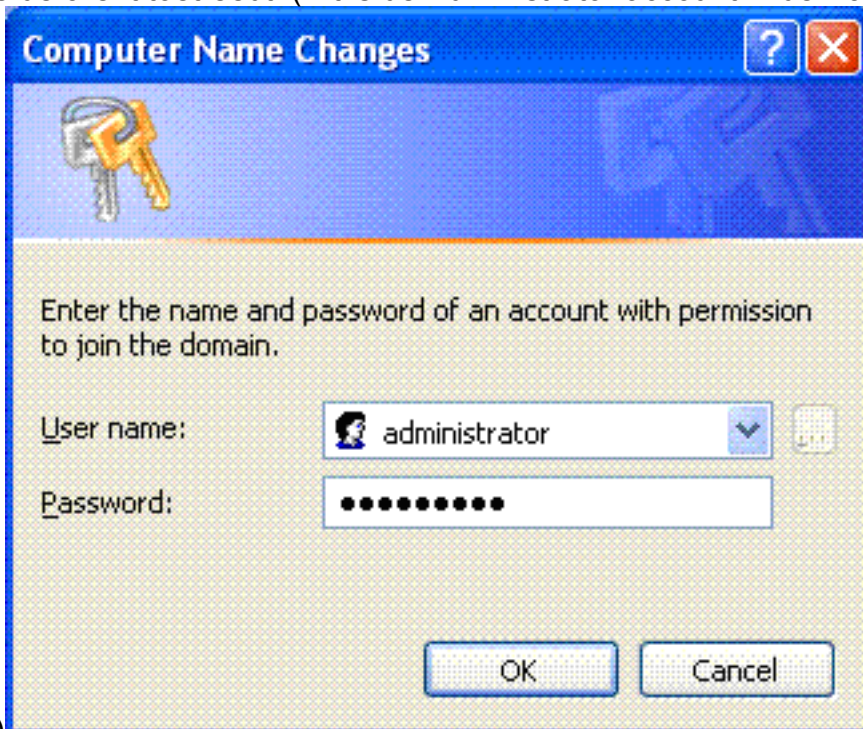 Computer Name Changes
Enter the name and password of an account with permission
to join the domain.
User name:
administrator
Password:
•••••••••
OK
Cancel
)